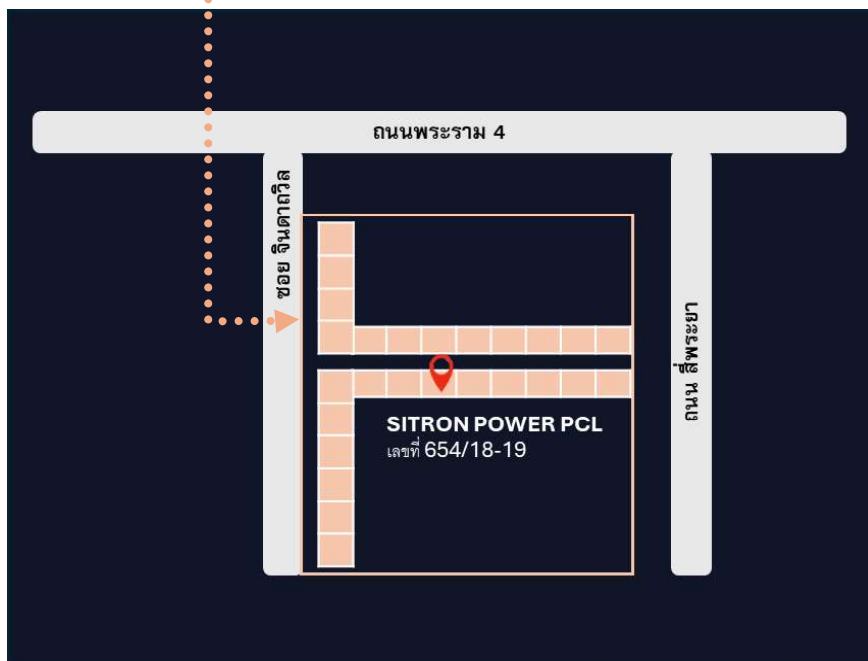 ถนนพระราม 4
ซอย จินดาถวิล
ถนน สี่พระยา
SITRON POWER PCL
เลขที่ 654/18-19